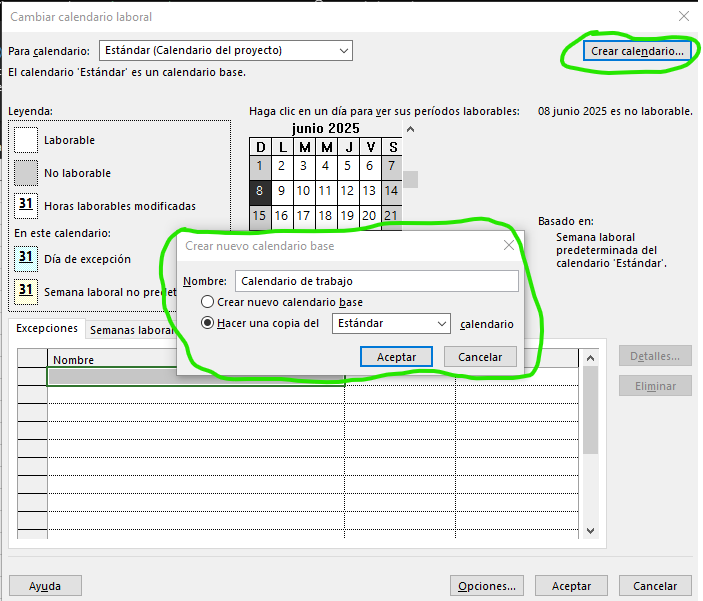 Cambiar calendario laboral
Para calendario: Estándar (Calendario del proyecto) Crear calendario...
El calendario 'Estándar' es un calendario base.
Leyenda:
Laborable
No laborable
31 Horas laborables modificadas
En este calendario:
31 Día de excepción
31 Semana laboral no predet
Haga clic en un día para ver sus períodos laborables:
junio 2025
D L M M J V S
1 2 3 4 5 6 7
8 9 10 11 12 13 14
15 16 17 18 19 20 21
08 junio 2025 es no laborable.
Basado en:
Semana laboral
predeterminada del
calendario 'Estándar'.
Crear nuevo calendario base
Nombre: Calendario de trabajo
Crear nuevo calendario base
Hacer una copia del Estándar calendario
Aceptar Cancelar
Excepciones Semanas laboral
Nombre
Detalles...
Eliminar
Ayuda Opciones... Aceptar Cancelar